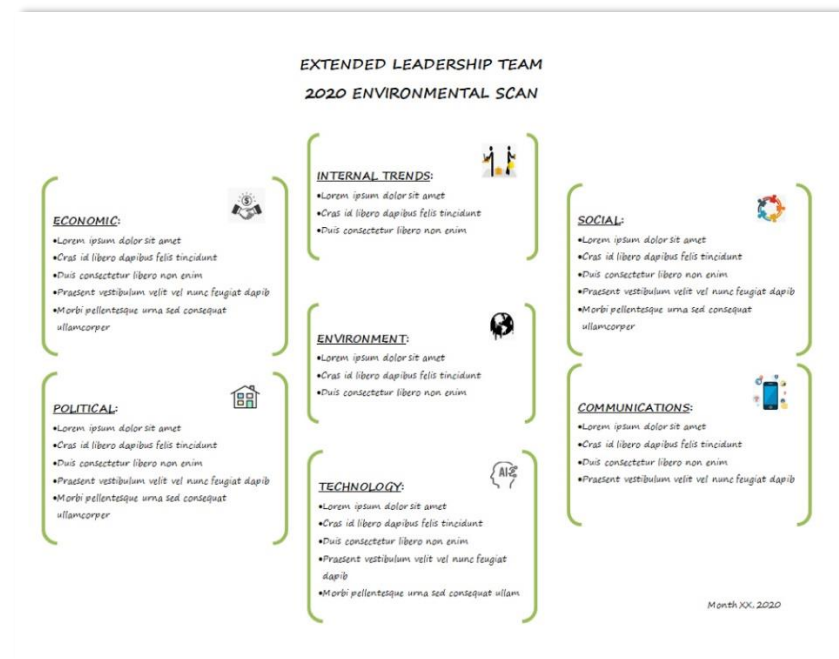 EXTENDED LEADERSHIP TEAM
2020 ENVIRONMENTAL SCAN
ECONOMIC:
•Lorem ipsum dolor sit amet
•Cras id libero dapibus felis tincidunt
•Duis consectetur libero non enim
•Praesent vestibulum velit vel nunc feugiat dapib
•Morbi pellentesque urna sed consequat
ullamcorper
POLITICAL:
•Lorem ipsum dolor sit amet
•Cras id libero dapibus felis tincidunt
•Duis consectetur libero non enim
•Praesent vestibulum velit vel nunc feugiat dapib
•Morbi pellentesque urna sed consequat
ullamcorper
INTERNAL TRENDS:
•Lorem ipsum dolor sit amet
•Cras id libero dapibus felis tincidunt
•Duis consectetur libero non enim
ENVIRONMENT:
•Lorem ipsum dolor sit amet
•Cras id libero dapibus felis tincidunt
•Duis consectetur libero non enim
TECHNOLOGY:
AI
•Lorem ipsum dolor sit amet
•Cras id libero dapibus felis tincidunt
•Duis consectetur libero non enim
•Praesent vestibulum velit vel nunc feugiat
dapib
•Morbi pellentesque urna sed consequat ullam
SOCIAL:
•Lorem ipsum dolor sit amet
•Cras id libero dapibus felis tincidunt
•Duis consectetur libero non enim
•Praesent vestibulum velit vel nunc feugiat dapib
•Morbi pellentesque urna sed consequat
ullamcorper
COMMUNICATIONS:
•Lorem ipsum dolor sit amet
•Cras id libero dapibus felis tincidunt
•Duis consectetur libero non enim
•Praesent vestibulum velit vel nunc feugiat dapib
Month XX, 2020